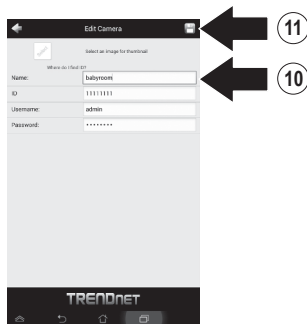 Edit Camera
11
Select an image for thumbnail
Where do I find ID?
Name: babyroom
10
ID 11111111
Username: admin
Password: ••••••••
TRENDNET